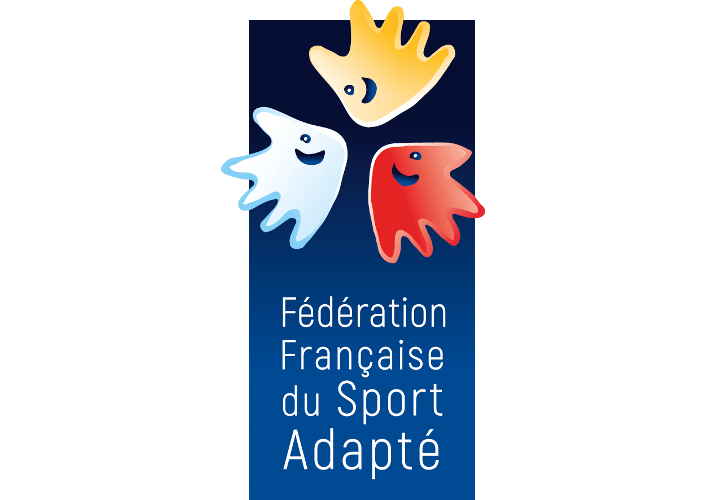 Fédération
Française
du Sport
Adapté